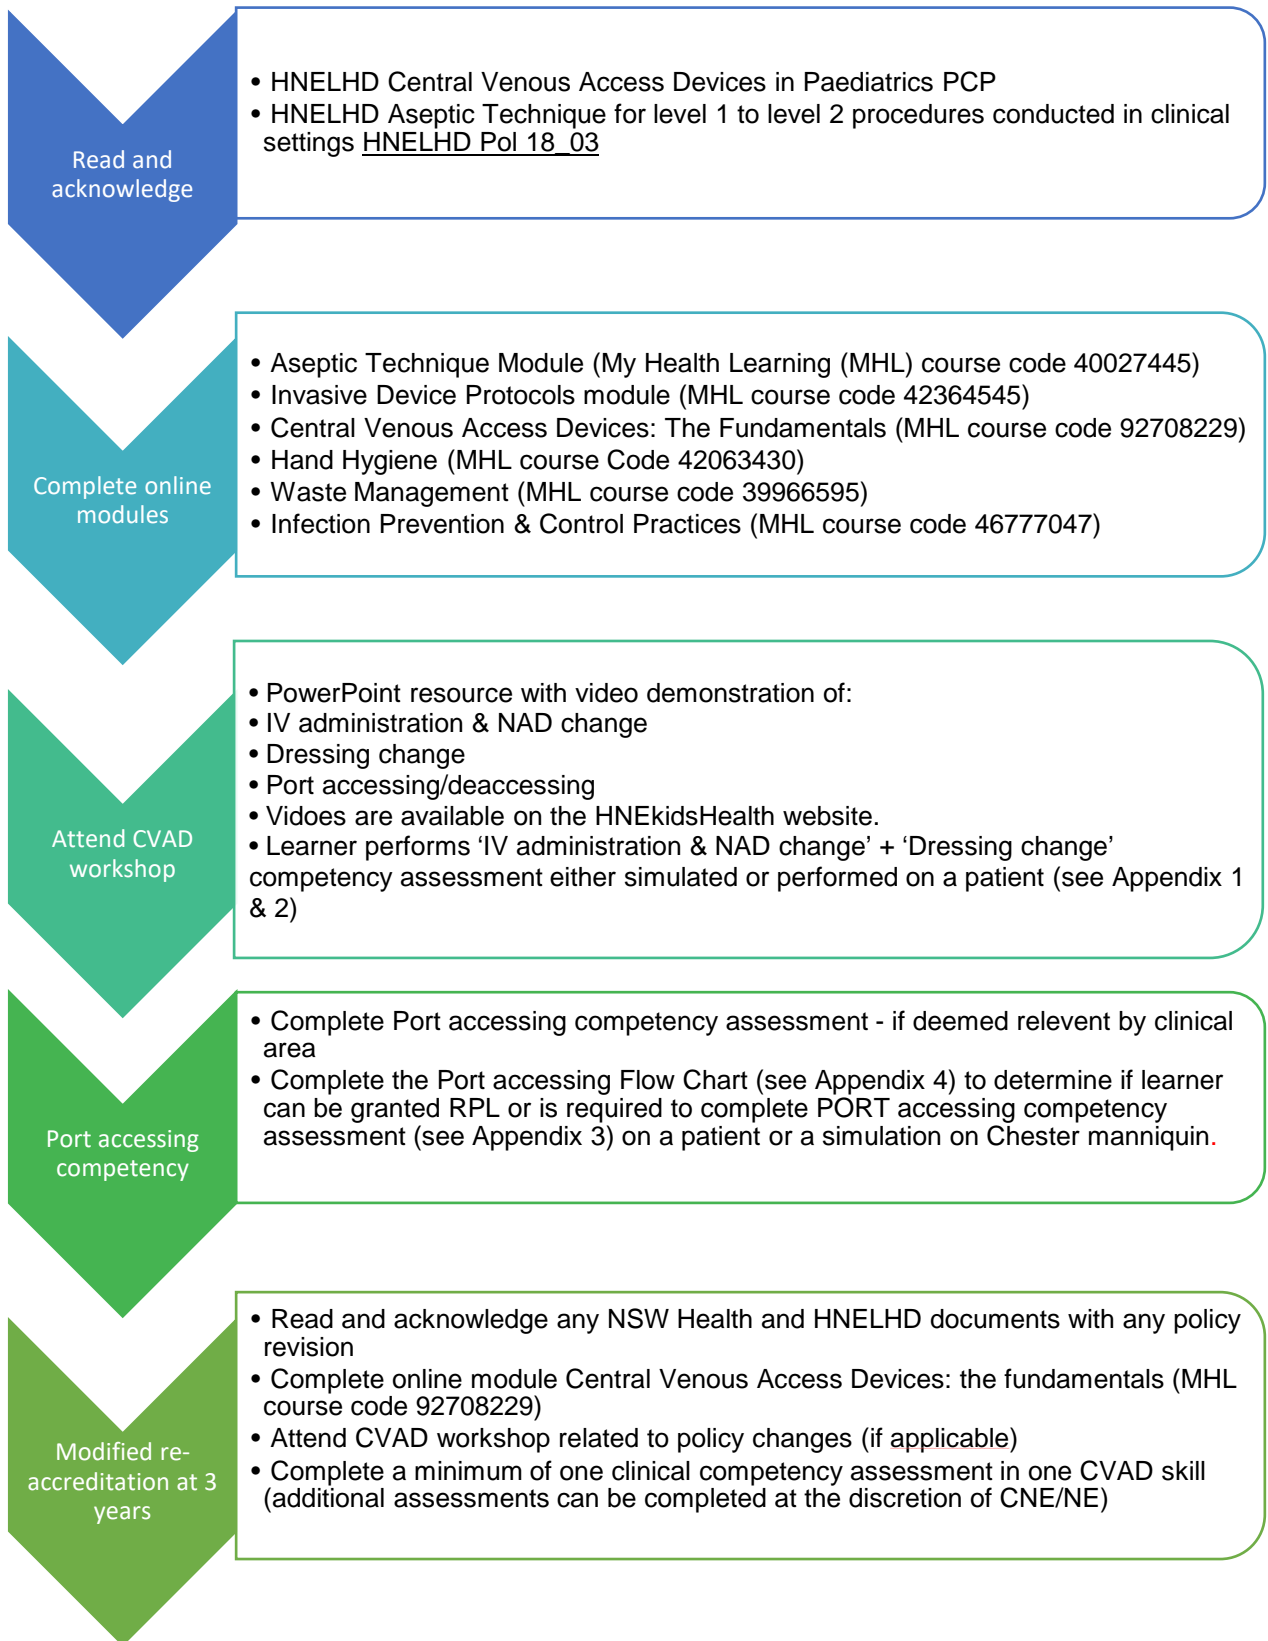 Read and
acknowledge
• HNELHD Central Venous Access Devices in Paediatrics PCP
• HNELHD Aseptic Technique for level 1 to level 2 procedures conducted in clinical
settings HNELHD Pol 18_03
Complete online
modules
• Aseptic Technique Module (My Health Learning (MHL) course code 40027445)
• Invasive Device Protocols module (MHL course code 42364545)
• Central Venous Access Devices: The Fundamentals (MHL course code 92708229)
• Hand Hygiene (MHL course Code 42063430)
• Waste Management (MHL course code 39966595)
• Infection Prevention & Control Practices (MHL course code 46777047)
Attend CVAD
workshop
• PowerPoint resource with video demonstration of:
• IV administration & NAD change
• Dressing change
• Port accessing/deaccessing
• Vidoes are available on the HNEkidsHealth website.
• Learner performs ‘IV administration & NAD change’ + ‘Dressing change’
competency assessment either simulated or performed on a patient (see Appendix 1
& 2)
Port accessing
competency
• Complete Port accessing competency assessment - if deemed relevent by clinical
area
• Complete the Port accessing Flow Chart (see Appendix 4) to determine if learner
can be granted RPL or is required to complete PORT accessing competency
assessment (see Appendix 3) on a patient or a simulation on Chester manniquin.
Modified re-
accreditation at 3
years
• Read and acknowledge any NSW Health and HNELHD documents with any policy
revision
• Complete online module Central Venous Access Devices: the fundamentals (MHL
course code 92708229)
• Attend CVAD workshop related to policy changes (if applicable)
• Complete a minimum of one clinical competency assessment in one CVAD skill
(additional assessments can be completed at the discretion of CNE/NE)